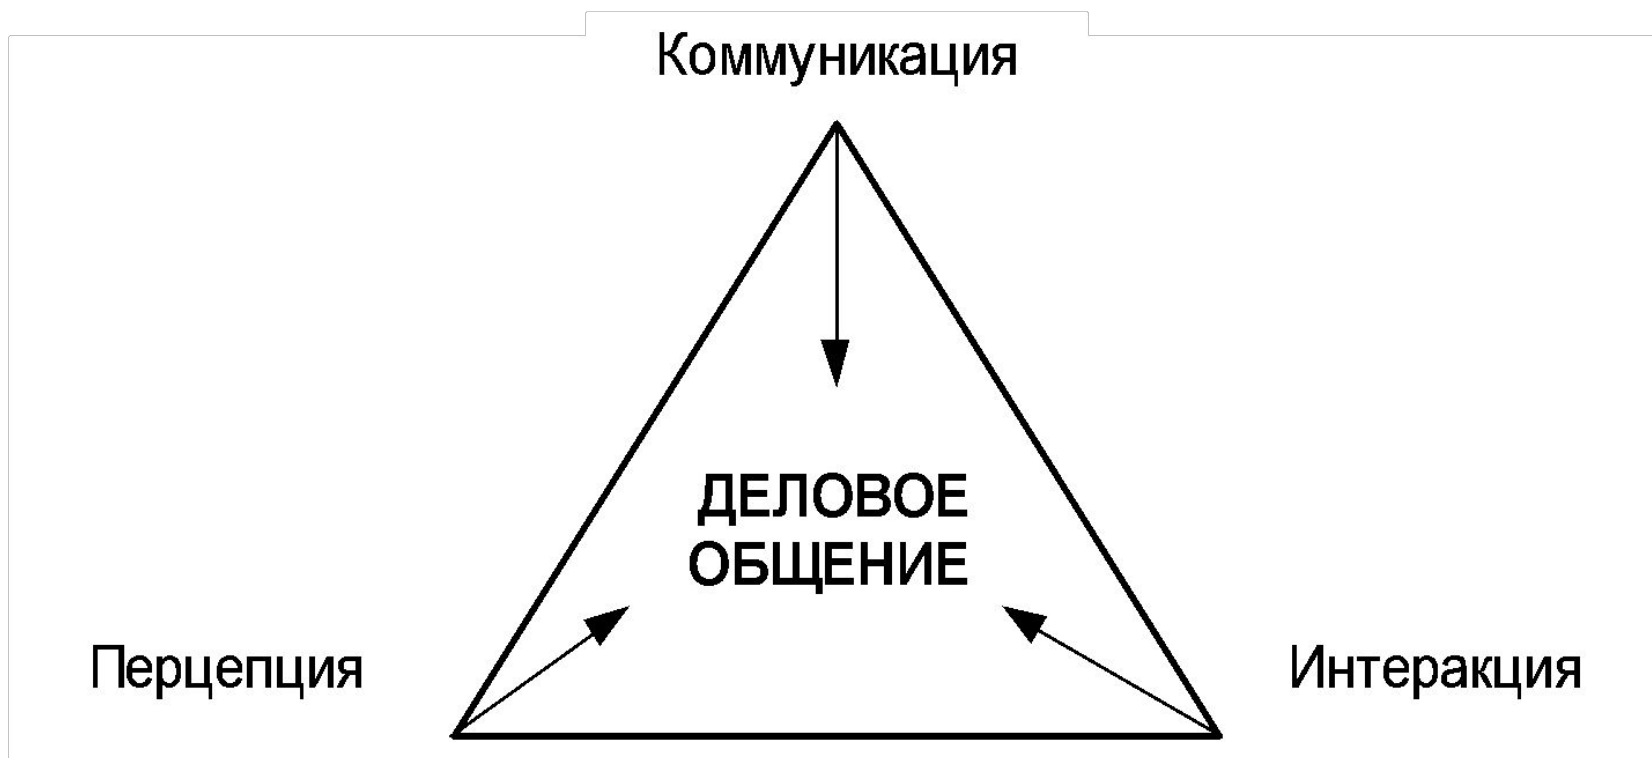 Коммуникация
ДЕЛОВОЕ
ОБЩЕНИЕ
Перцепция
Интеракция